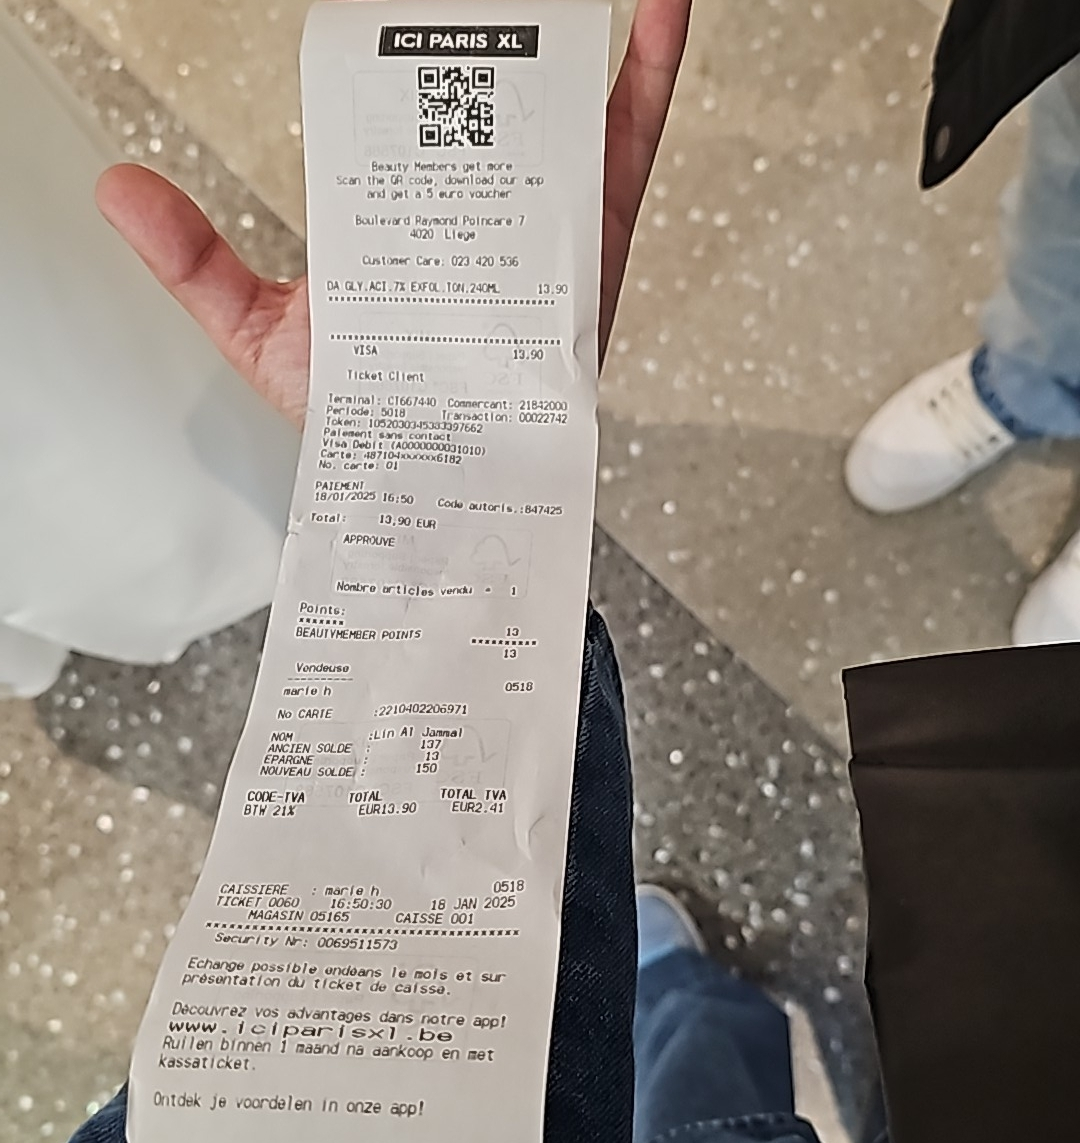 ICI PARIS XL
Beauty Members get more
Scan the QR code, download our app
and get a 5 euro voucher
Boulevard Raymond Poincare 7
4020 Liege
Customer Care: 023 420 536
DA GLY.ACI.7% EXFOL.TON.240ML 13.90
VISA 13.90
Ticket Client
Terminal: CT667440 Commercant: 21842000
Periode: 5018 Transaction: 00022742
Token: 1052030345333397662
Paiement sans contact
Visa Debit (A0000000031010)
Carte: 487104xxxxxx6182
No. carte: 01
PAIEMENT
18/01/2025 16:50 Code autoris.:847425
Total: 13,90 EUR
APPROUVE
Nombre articles vendu = 1
Points:
*******
BEAUTYMEMBER POINTS 13
**********
13
Vendeuse
---------
marie h 0518
No CARTE :2210402206971
NOM :Lin Al Jammal
ANCIEN SOLDE : 137
EPARGNE : 13
NOUVEAU SOLDE : 150
CODE-TVA TOTAL TOTAL TVA
BTW 21% EUR13.90 EUR2.41
CAISSIERE : marie h 0518
TICKET 0060 16:50:30 18 JAN 2025
MAGASIN 05165 CAISSE 001
Security Nr: 0069511573
Echange possible endéans le mois et sur
présentation du ticket de caisse.
Découvrez vos advantages dans notre app!
www.iciparisxl.be
Ruilen binnen 1 maand na aankoop en met
kassaticket.
Ontdek je voordelen in onze app!